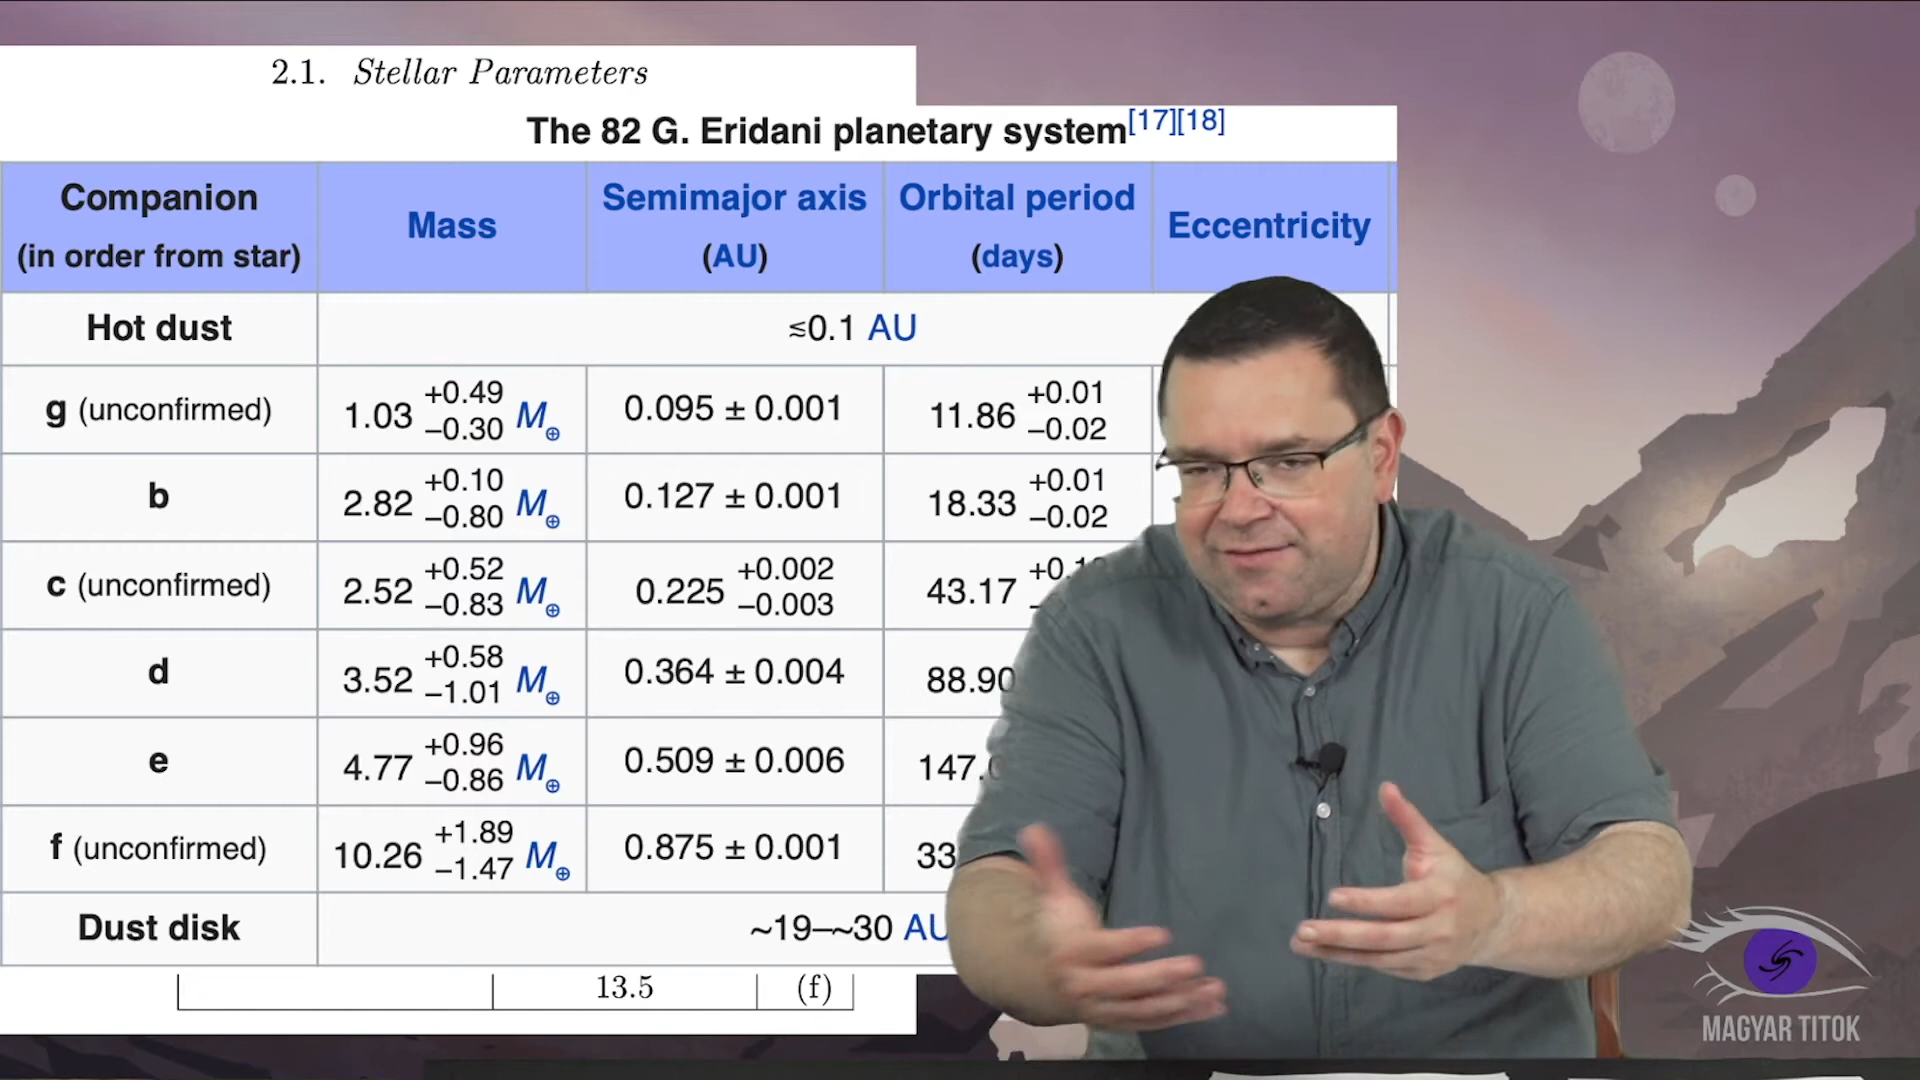 2.1. Stellar Parameters
The 82 G. Eridani planetary system[17][18]
Companion (in order from star) Mass Semimajor axis (AU) Orbital period (days) Eccentricity
Hot dust ≲0.1 AU
g (unconfirmed) 1.03 +0.49 −0.30 M⊕ 0.095 ± 0.001 11.86 +0.01 −0.02
b 2.82 +0.10 −0.80 M⊕ 0.127 ± 0.001 18.33 +0.01 −0.02
c (unconfirmed) 2.52 +0.52 −0.83 M⊕ 0.225 +0.002 −0.003 43.17
d 3.52 +0.58 −1.01 M⊕ 0.364 ± 0.004 88.90
e 4.77 +0.96 −0.86 M⊕ 0.509 ± 0.006 147.
f (unconfirmed) 10.26 +1.89 −1.47 M⊕ 0.875 ± 0.001 33
Dust disk ~19–~30 AU
13.5 (f)
MAGYAR TITOK